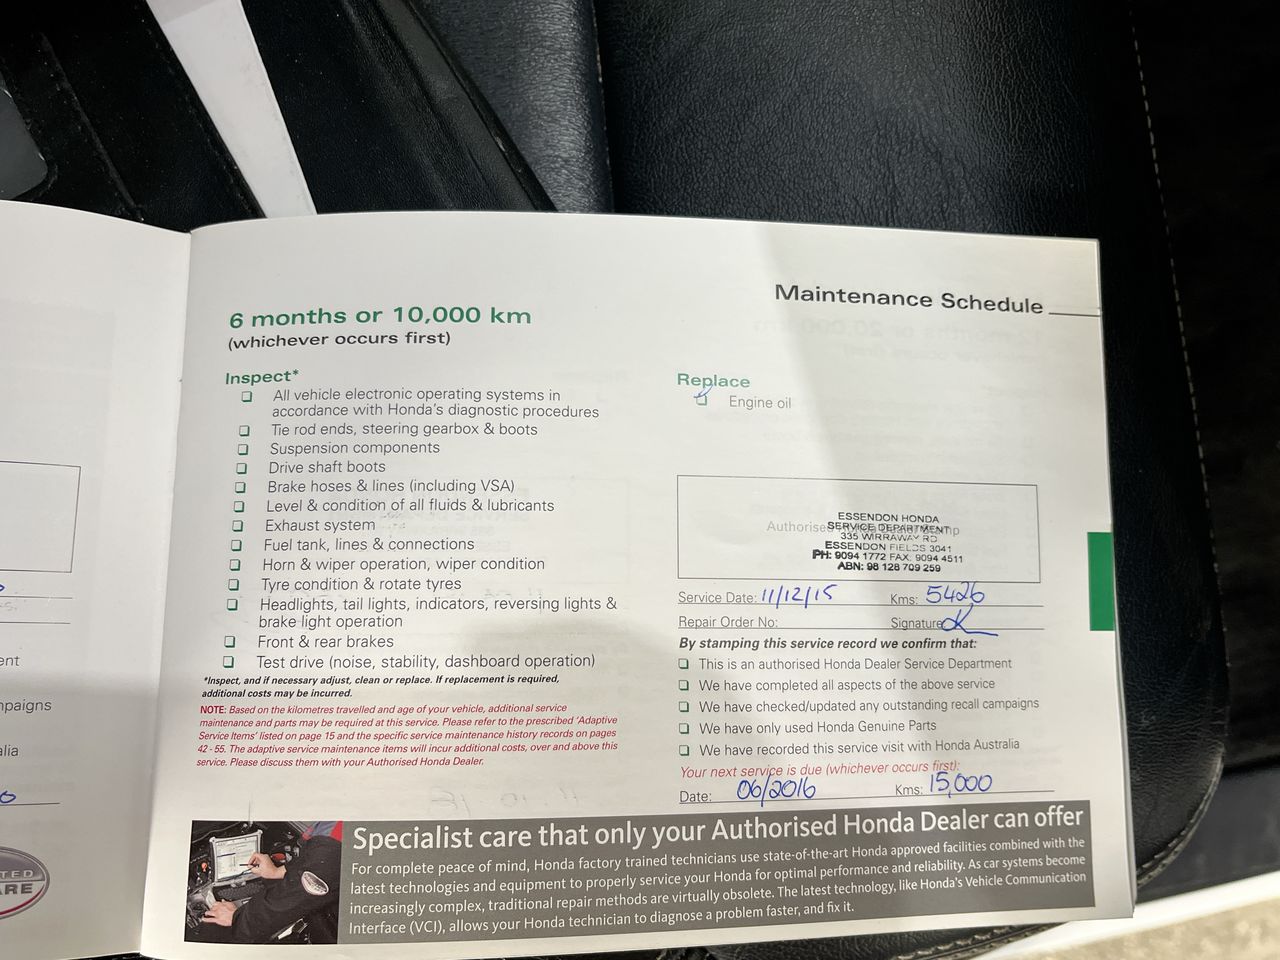 Maintenance Schedule
6 months or 10,000 km
(whichever occurs first)
Inspect*
All vehicle electronic operating systems in
accordance with Honda's diagnostic procedures
Tie rod ends, steering gearbox & boots
Suspension components
Drive shaft boots
Brake hoses & lines (including VSA)
Level & condition of all fluids & lubricants
Exhaust system
Fuel tank, lines & connections
Horn & wiper operation, wiper condition
Tyre condition & rotate tyres
Headlights, tail lights, indicators, reversing lights &
brake light operation
Front & rear brakes
Test drive (noise, stability, dashboard operation)
*Inspect, and if necessary adjust, clean or replace. If replacement is required,
additional costs may be incurred.
NOTE: Based on the kilometres travelled and age of your vehicle, additional service
maintenance and parts may be required at this service. Please refer to the prescribed 'Adaptive
Service Items' listed on page 15 and the specific service maintenance history records on pages
42 - 55. The adaptive service maintenance items will incur additional costs, over and above this
service. Please discuss them with your Authorised Honda Dealer.
Replace
Engine oil
Authorised
ESSENDON HONDA
SERVICE DEPARTMENT
335 WIRRAWAY RD
ESSENDON FIELDS 3041
PH: 9094 1772 FAX: 9094 4511
ABN: 98 128 709 259
Service Date: 11/12/15 Kms: 5426
Repair Order No: Signature
By stamping this service record we confirm that:
This is an authorised Honda Dealer Service Department
We have completed all aspects of the above service
We have checked/updated any outstanding recall campaigns
We have only used Honda Genuine Parts
We have recorded this service visit with Honda Australia
Your next service is due (whichever occurs first):
Date: 06/2016 Kms: 15,000
Specialist care that only your Authorised Honda Dealer can offer
For complete peace of mind, Honda factory trained technicians use state-of-the-art Honda approved facilities combined with the
latest technologies and equipment to properly service your Honda for optimal performance and reliability. As car systems become
increasingly complex, traditional repair methods are virtually obsolete. The latest technology, like Honda's Vehicle Communication
Interface (VCI), allows your Honda technician to diagnose a problem faster, and fix it.